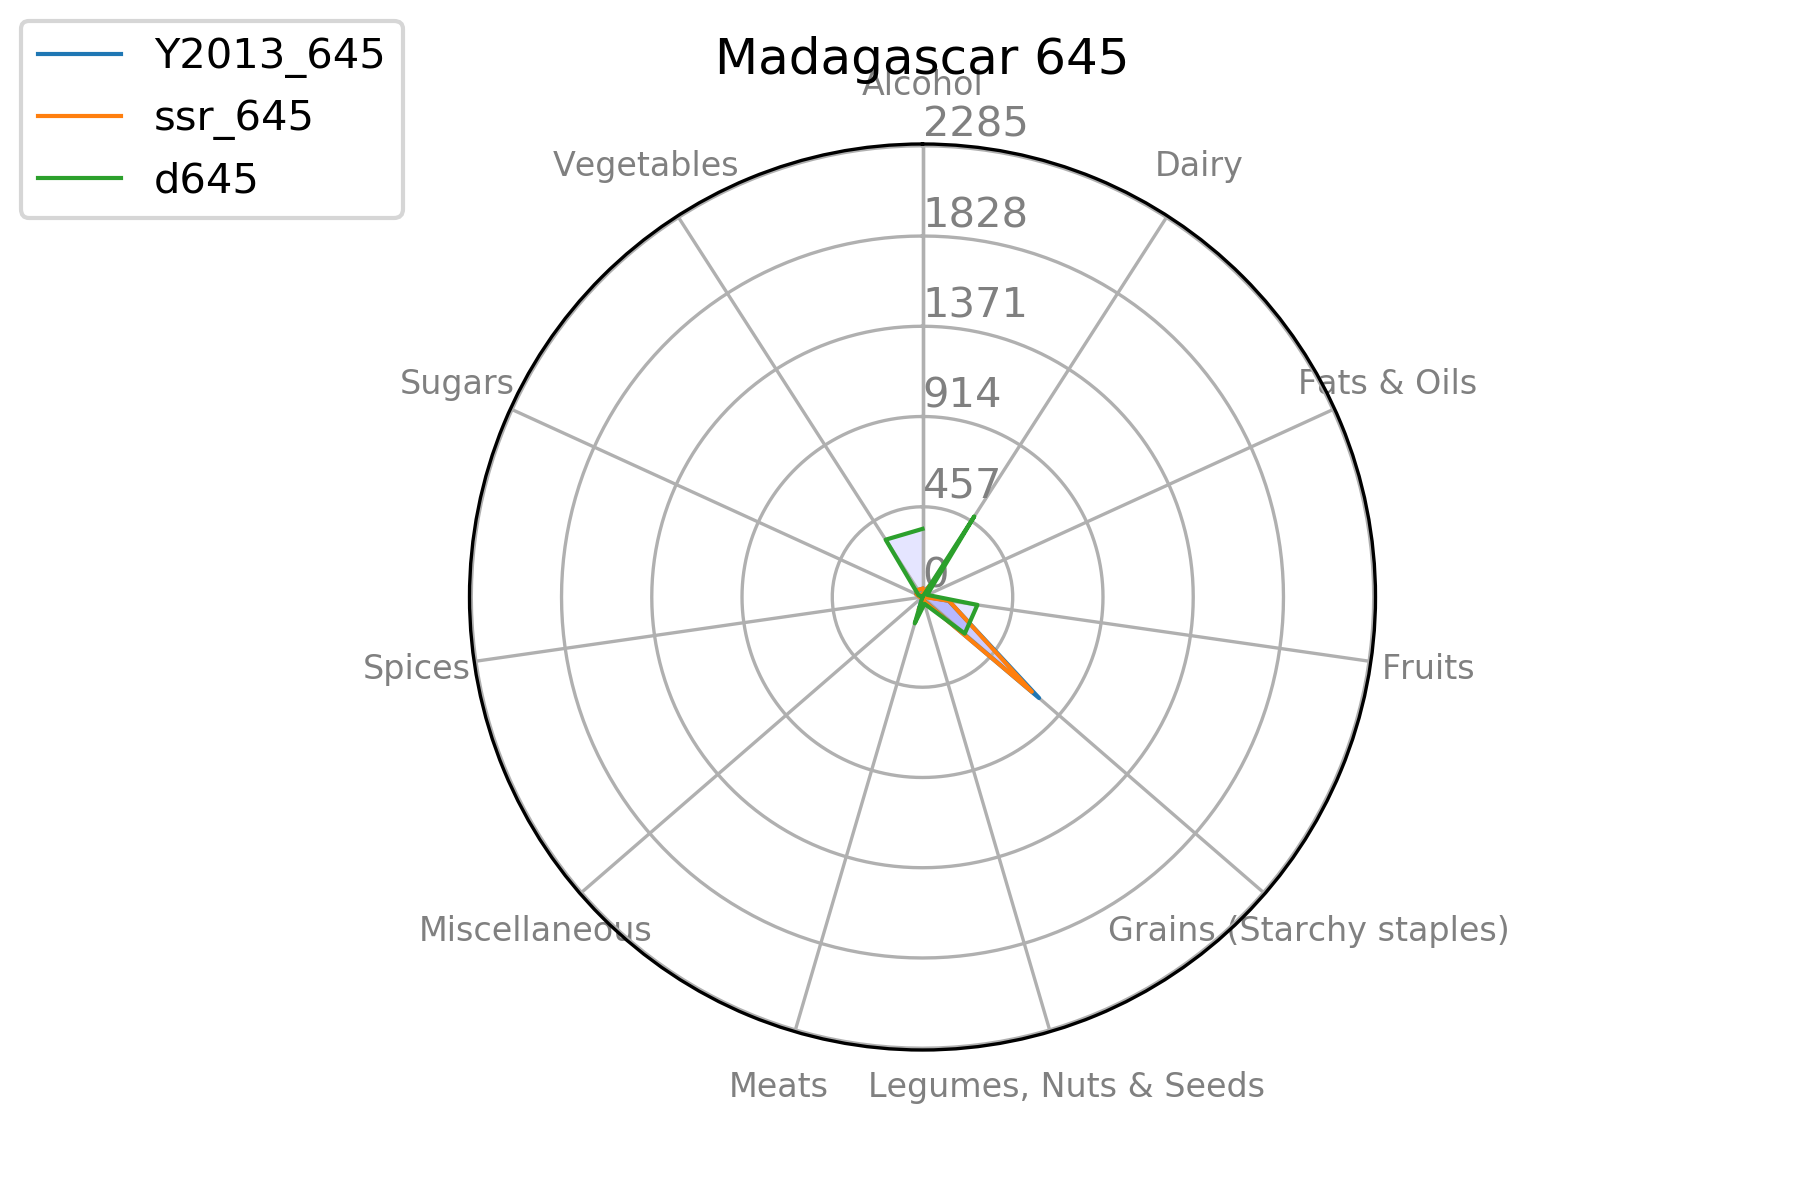 Y2013_645
ssr_645
d645
Madagascar 645
Alcohol
2285
Vegetables
Dairy
1828
1371
Sugars
Fats & Oils
914
457
0
Spices
Fruits
Miscellaneous
Grains (Starchy staples)
Meats
Legumes, Nuts & Seeds